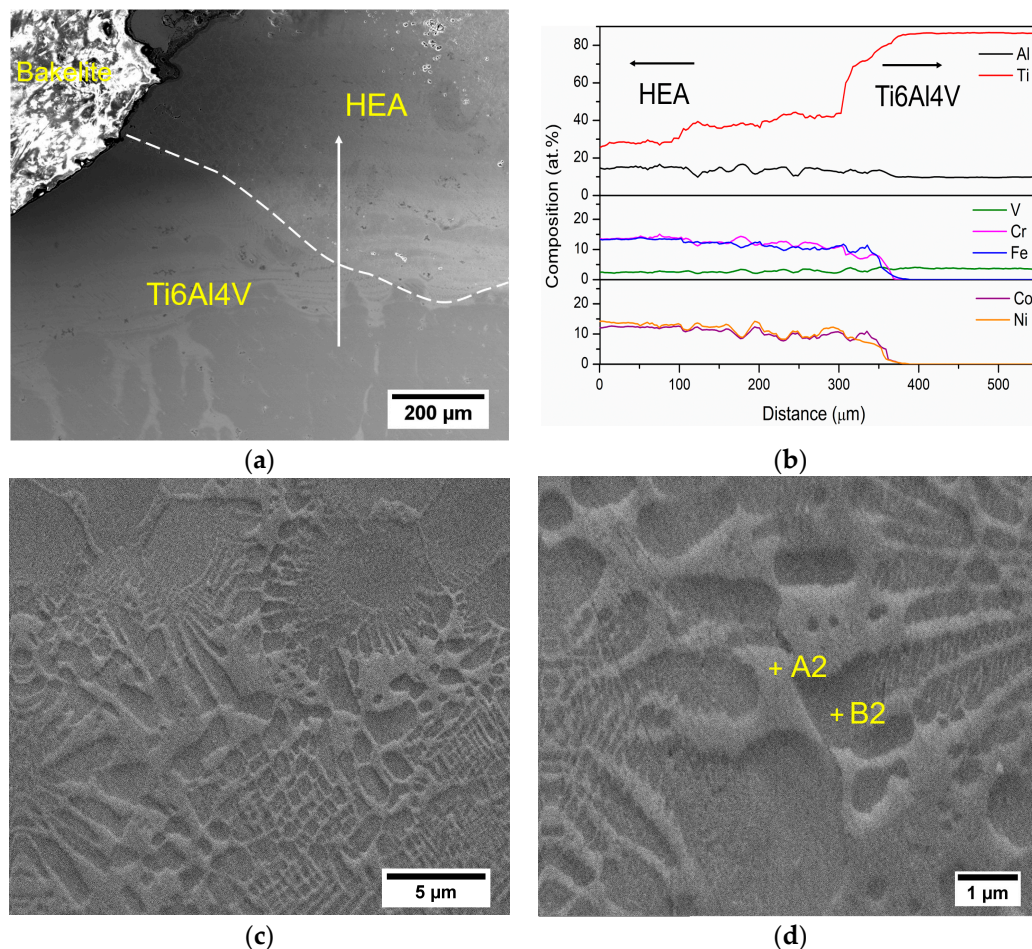 Bakelite
HEA
Ti6Al4V
200 µm
(a)
Composition (at.%)
80
60
40
20
0
15
10
5
0
20
10
0
0 100 200 300 400 500
Distance (µm)
HEA
Ti6Al4V
Al
Ti
V
Cr
Fe
Co
Ni
(b)
5 µm
(c)
+ A2
+ B2
1 µm
(d)